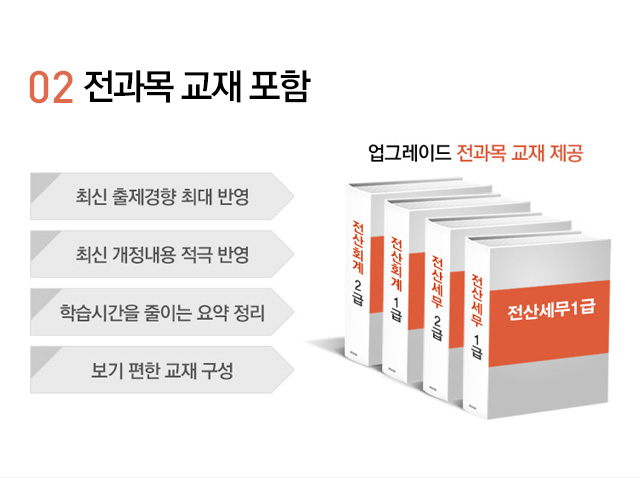 02 전과목 교재 포함
업그레이드 전과목 교재 제공
최신 출제경향 최대 반영
최신 개정내용 적극 반영
학습시간을 줄이는 요약 정리
보기 편한 교재 구성
전산회계 2급
전산회계 1급
전산세무 2급
전산세무 1급
전산세무1급